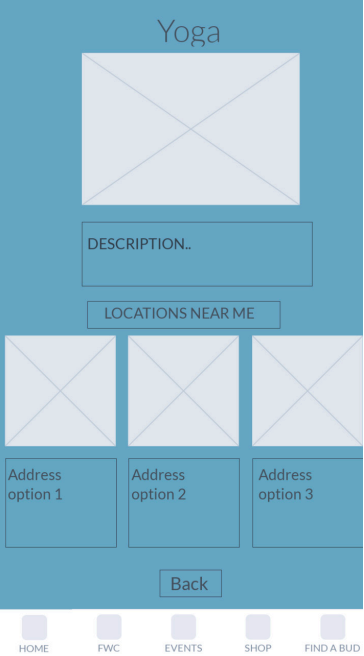 Yoga
DESCRIPTION..
LOCATIONS NEAR ME
Address
option 1
Address
option 2
Address
option 3
Back
HOME
FWC
EVENTS
SHOP
FIND A BUD